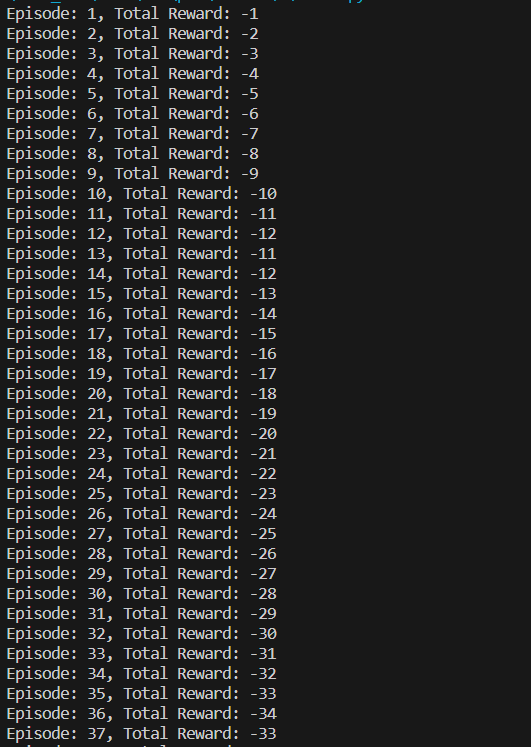 Episode: 1, Total Reward: -1
Episode: 2, Total Reward: -2
Episode: 3, Total Reward: -3
Episode: 4, Total Reward: -4
Episode: 5, Total Reward: -5
Episode: 6, Total Reward: -6
Episode: 7, Total Reward: -7
Episode: 8, Total Reward: -8
Episode: 9, Total Reward: -9
Episode: 10, Total Reward: -10
Episode: 11, Total Reward: -11
Episode: 12, Total Reward: -12
Episode: 13, Total Reward: -11
Episode: 14, Total Reward: -12
Episode: 15, Total Reward: -13
Episode: 16, Total Reward: -14
Episode: 17, Total Reward: -15
Episode: 18, Total Reward: -16
Episode: 19, Total Reward: -17
Episode: 20, Total Reward: -18
Episode: 21, Total Reward: -19
Episode: 22, Total Reward: -20
Episode: 23, Total Reward: -21
Episode: 24, Total Reward: -22
Episode: 25, Total Reward: -23
Episode: 26, Total Reward: -24
Episode: 27, Total Reward: -25
Episode: 28, Total Reward: -26
Episode: 29, Total Reward: -27
Episode: 30, Total Reward: -28
Episode: 31, Total Reward: -29
Episode: 32, Total Reward: -30
Episode: 33, Total Reward: -31
Episode: 34, Total Reward: -32
Episode: 35, Total Reward: -33
Episode: 36, Total Reward: -34
Episode: 37, Total Reward: -33